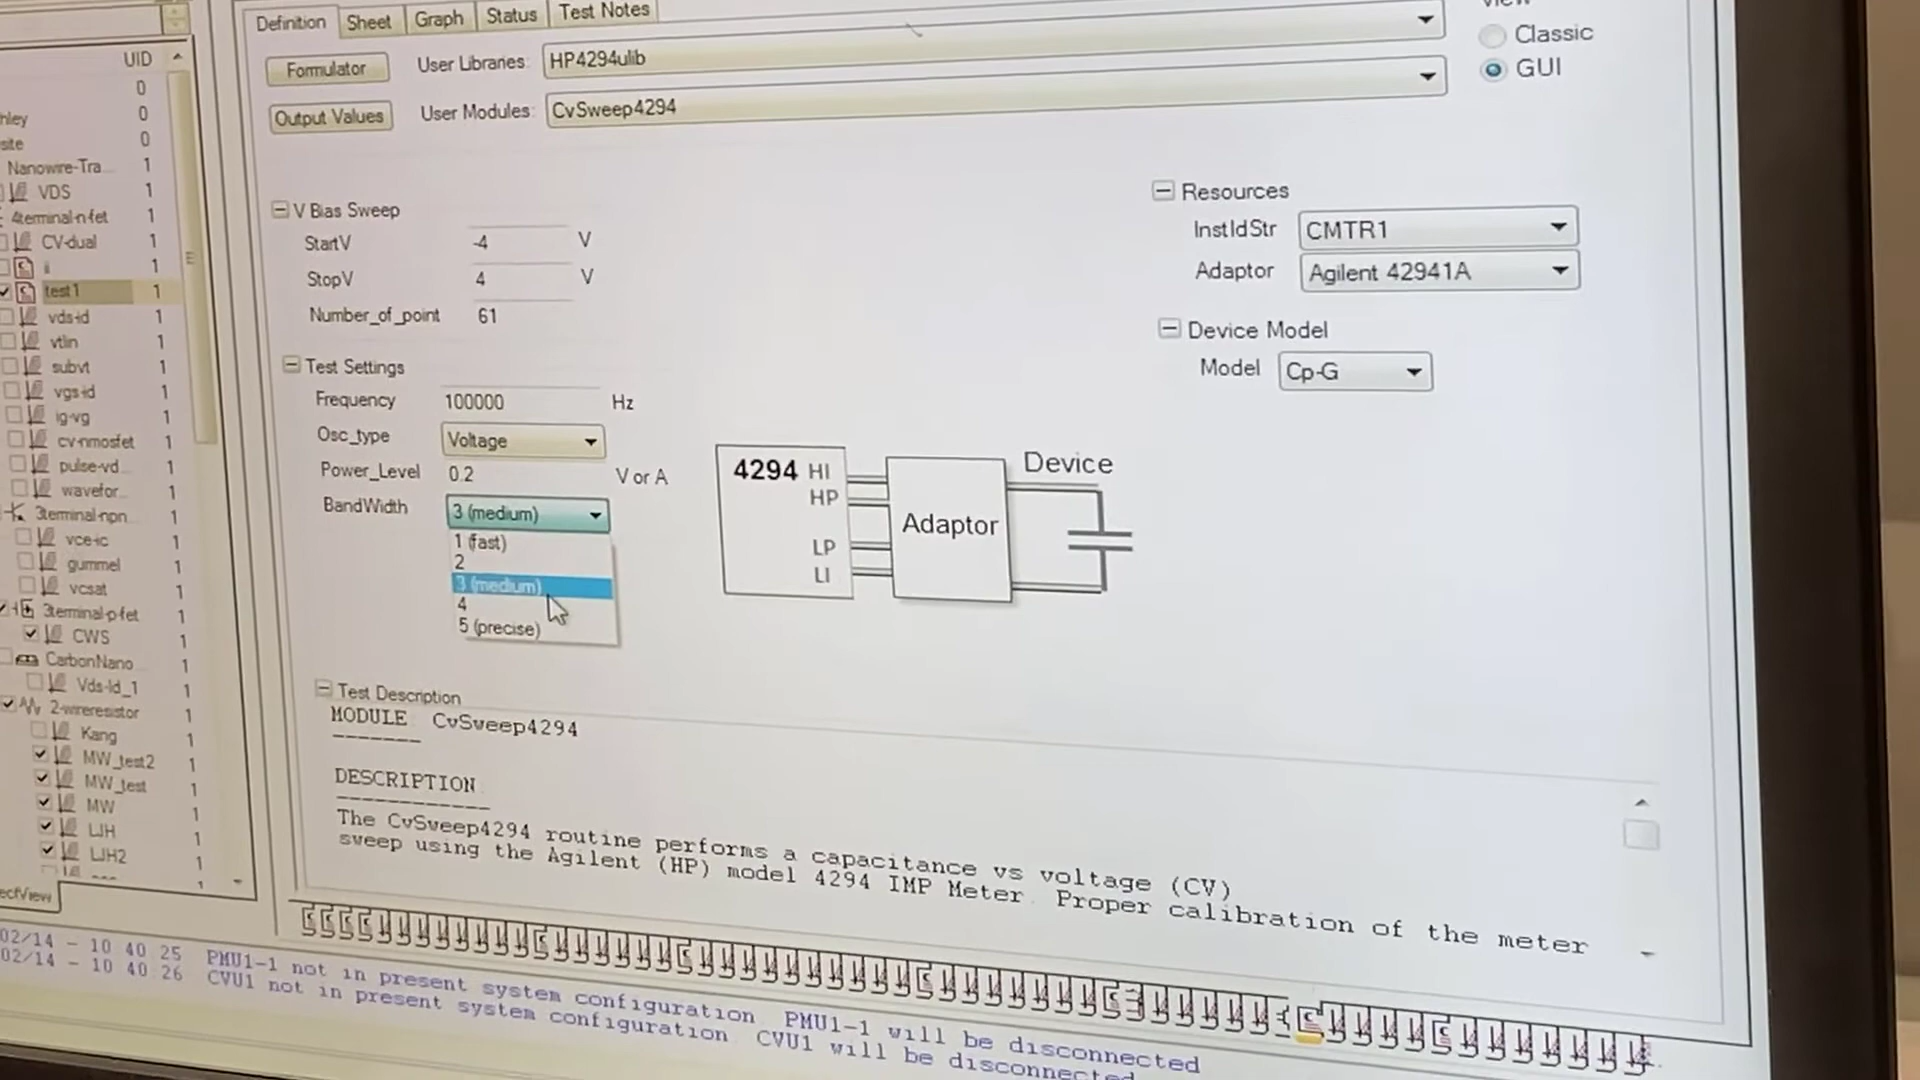 Definition Sheet Graph Status Test Notes
Formulator User Libraries: HP4294ulib
Output Values User Modules: CvSweep4294
Classic
GUI
UID
0
0
site 0
Nanowire-Tra... 1
VDS 1
4terminal-n-fet 1
CV-dual 1
ii 1
test1 1
vds-id 1
vtlin 1
subvt 1
vgs-id 1
ig-vg 1
cv-nmosfet 1
pulse-vd... 1
wavefor... 1
3terminal-npn... 1
vce-ic 1
gummel 1
vcsat 1
3terminal-p-fet 1
CWS 1
CarbonNano... 1
Vds-Id_1 1
2-wireresistor 1
Kang 1
MW_test2 1
MW_test 1
MW 1
LJH 1
LJH2 1
V Bias Sweep
StartV -4 V
StopV 4 V
Number_of_point 61
Test Settings
Frequency 100000 Hz
Osc_type Voltage
Power_Level 0.2 V or A
BandWidth 3 (medium)
1 (fast)
2
3 (medium)
4
5 (precise)
Resources
InstIdStr CMTR1
Adaptor Agilent 42941A
Device Model
Model Cp-G
4294 HI
HP
LP
LI
Adaptor
Device
Test Description
MODULE CvSweep4294
-------
DESCRIPTION
-----------
The CvSweep4294 routine performs a capacitance vs voltage (CV)
sweep using the Agilent (HP) model 4294 IMP Meter. Proper calibration of the meter
02/14 - 10 40 25 PMU1-1 not in present system configuration PMU1-1 will be disconnected
02/14 - 10 40 26 CVU1 not in present system configuration CVU1 will be disconnected